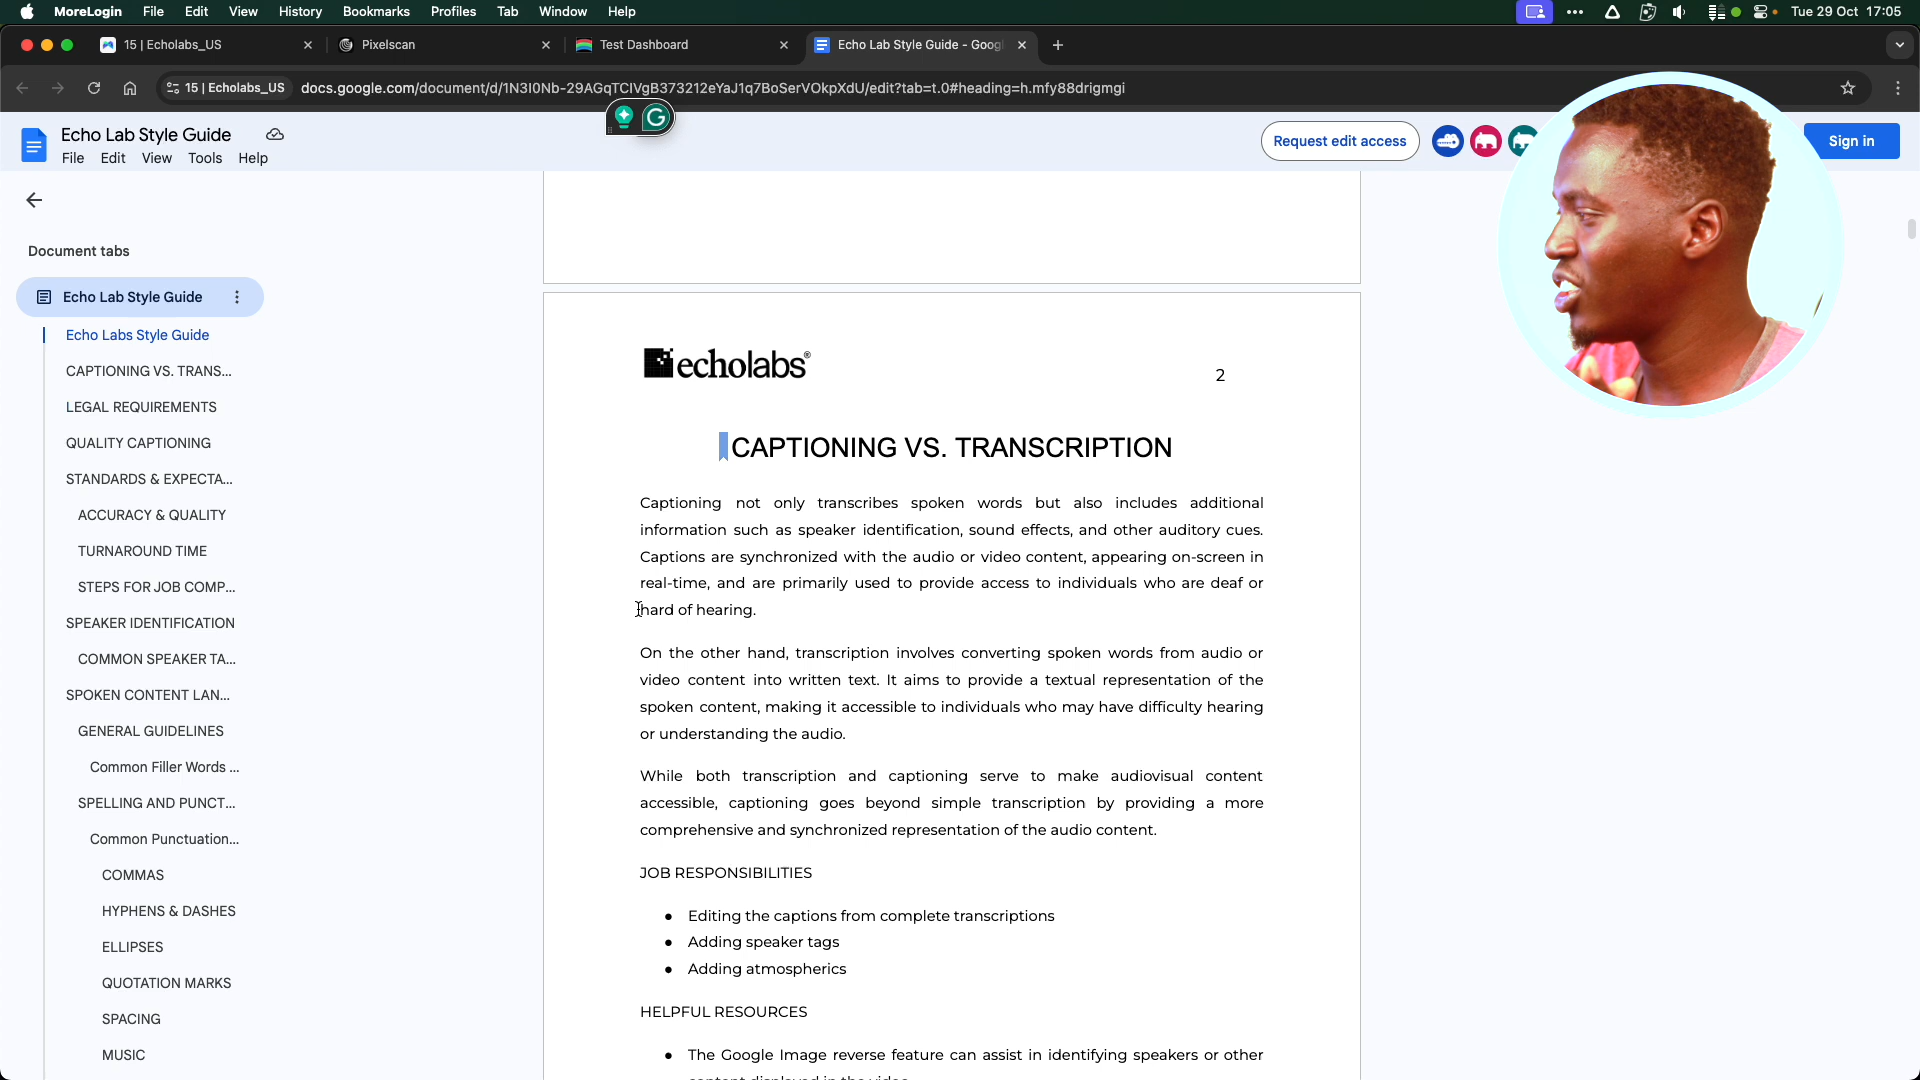 MoreLogin File Edit View History Bookmarks Profiles Tab Window Help Tue 29 Oct 17:05
15 | Echolabs_US Pixelscan Test Dashboard Echo Lab Style Guide - Goog
15 | Echolabs_US docs.google.com/document/d/1N3I0Nb-29AGqTCIVgB373212eYaJ1q7BoSerVOkpXdU/edit?tab=t.0#heading=h.mfy88drigmgi
Echo Lab Style Guide
File Edit View Tools Help
Request edit access
Sign in
Document tabs
Echo Lab Style Guide
Echo Labs Style Guide
CAPTIONING VS. TRANS...
LEGAL REQUIREMENTS
QUALITY CAPTIONING
STANDARDS & EXPECTA...
ACCURACY & QUALITY
TURNAROUND TIME
STEPS FOR JOB COMP...
SPEAKER IDENTIFICATION
COMMON SPEAKER TA...
SPOKEN CONTENT LAN...
GENERAL GUIDELINES
Common Filler Words ...
SPELLING AND PUNCT...
Common Punctuation...
COMMAS
HYPHENS & DASHES
ELLIPSES
QUOTATION MARKS
SPACING
MUSIC
echolabs®
2
CAPTIONING VS. TRANSCRIPTION
Captioning not only transcribes spoken words but also includes additional
information such as speaker identification, sound effects, and other auditory cues.
Captions are synchronized with the audio or video content, appearing on-screen in
real-time, and are primarily used to provide access to individuals who are deaf or
hard of hearing.
On the other hand, transcription involves converting spoken words from audio or
video content into written text. It aims to provide a textual representation of the
spoken content, making it accessible to individuals who may have difficulty hearing
or understanding the audio.
While both transcription and captioning serve to make audiovisual content
accessible, captioning goes beyond simple transcription by providing a more
comprehensive and synchronized representation of the audio content.
JOB RESPONSIBILITIES
● Editing the captions from complete transcriptions
● Adding speaker tags
● Adding atmospherics
HELPFUL RESOURCES
● The Google Image reverse feature can assist in identifying speakers or other